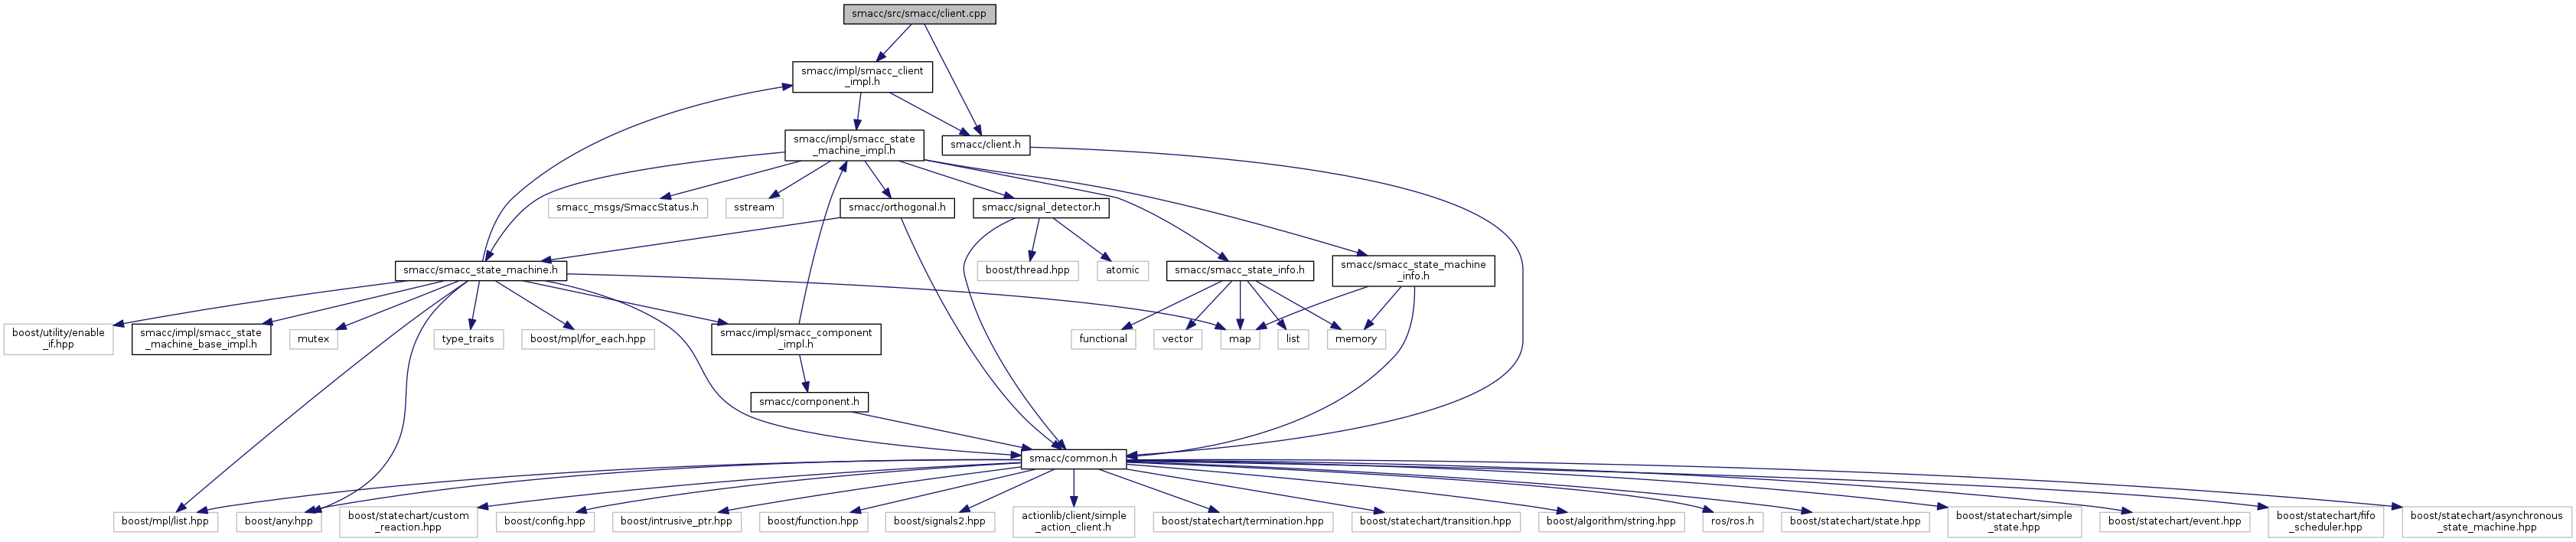 smacc/src/smacc/client.cpp
smacc/impl/smacc_client
_impl.h
smacc/impl/smacc_state
_machine_impl.h
smacc/client.h
smacc_msgs/SmaccStatus.h
sstream
smacc/orthogonal.h
smacc/signal_detector.h
smacc/smacc_state_machine.h
boost/thread.hpp
atomic
smacc/smacc_state_info.h
smacc/smacc_state_machine
_info.h
boost/utility/enable
_if.hpp
smacc/impl/smacc_state
_machine_base_impl.h
mutex
type_traits
boost/mpl/for_each.hpp
smacc/impl/smacc_component
_impl.h
functional
vector
map
list
memory
smacc/component.h
smacc/common.h
boost/mpl/list.hpp
boost/any.hpp
boost/statechart/custom
_reaction.hpp
boost/config.hpp
boost/intrusive_ptr.hpp
boost/function.hpp
boost/signals2.hpp
actionlib/client/simple
_action_client.h
boost/statechart/termination.hpp
boost/statechart/transition.hpp
boost/algorithm/string.hpp
ros/ros.h
boost/statechart/state.hpp
boost/statechart/simple
_state.hpp
boost/statechart/event.hpp
boost/statechart/fifo
_scheduler.hpp
boost/statechart/asynchronous
_state_machine.hpp